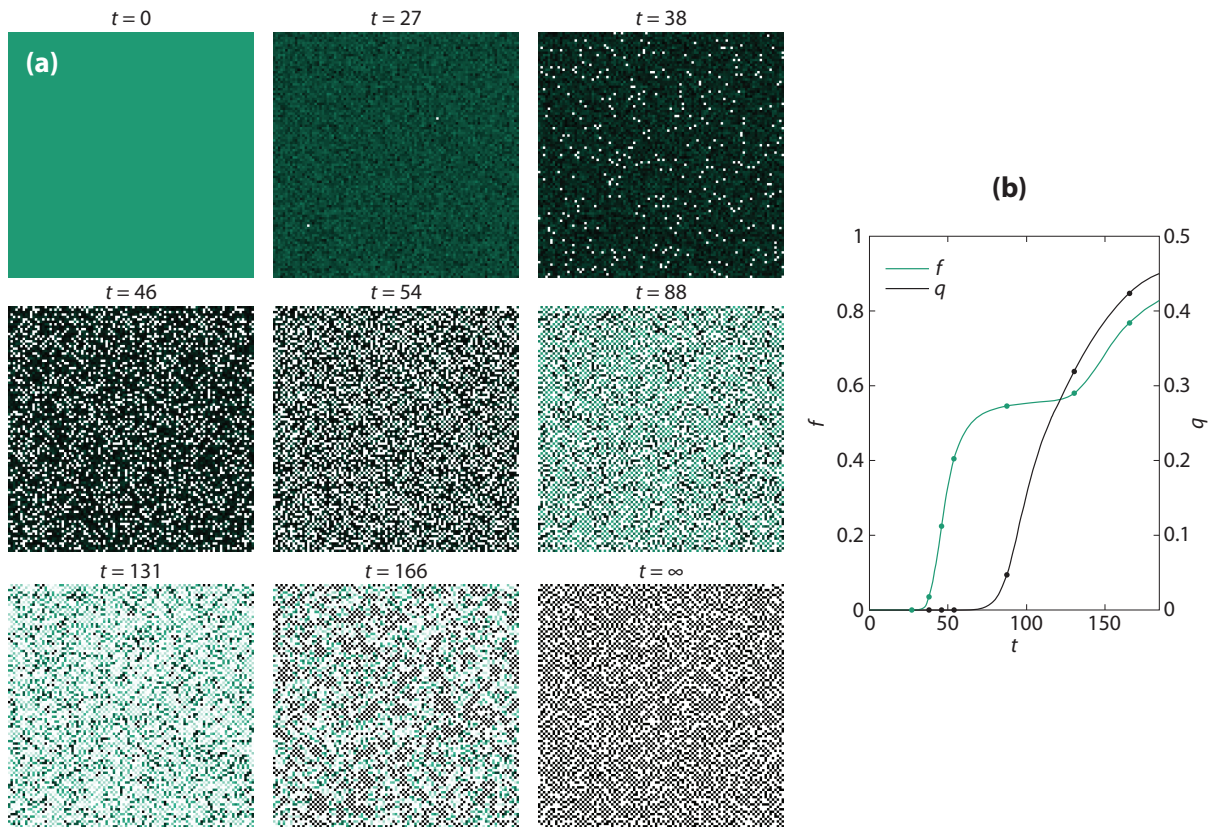 t = 0
t = 27
t = 38
(a)
t = 46
t = 54
t = 88
t = 131
t = 166
t = ∞
(b)
1
0.8
0.6
0.4
0.2
0
f
f
q
0.5
0.4
0.3
0.2
0.1
0
q
0
50
100
150
t